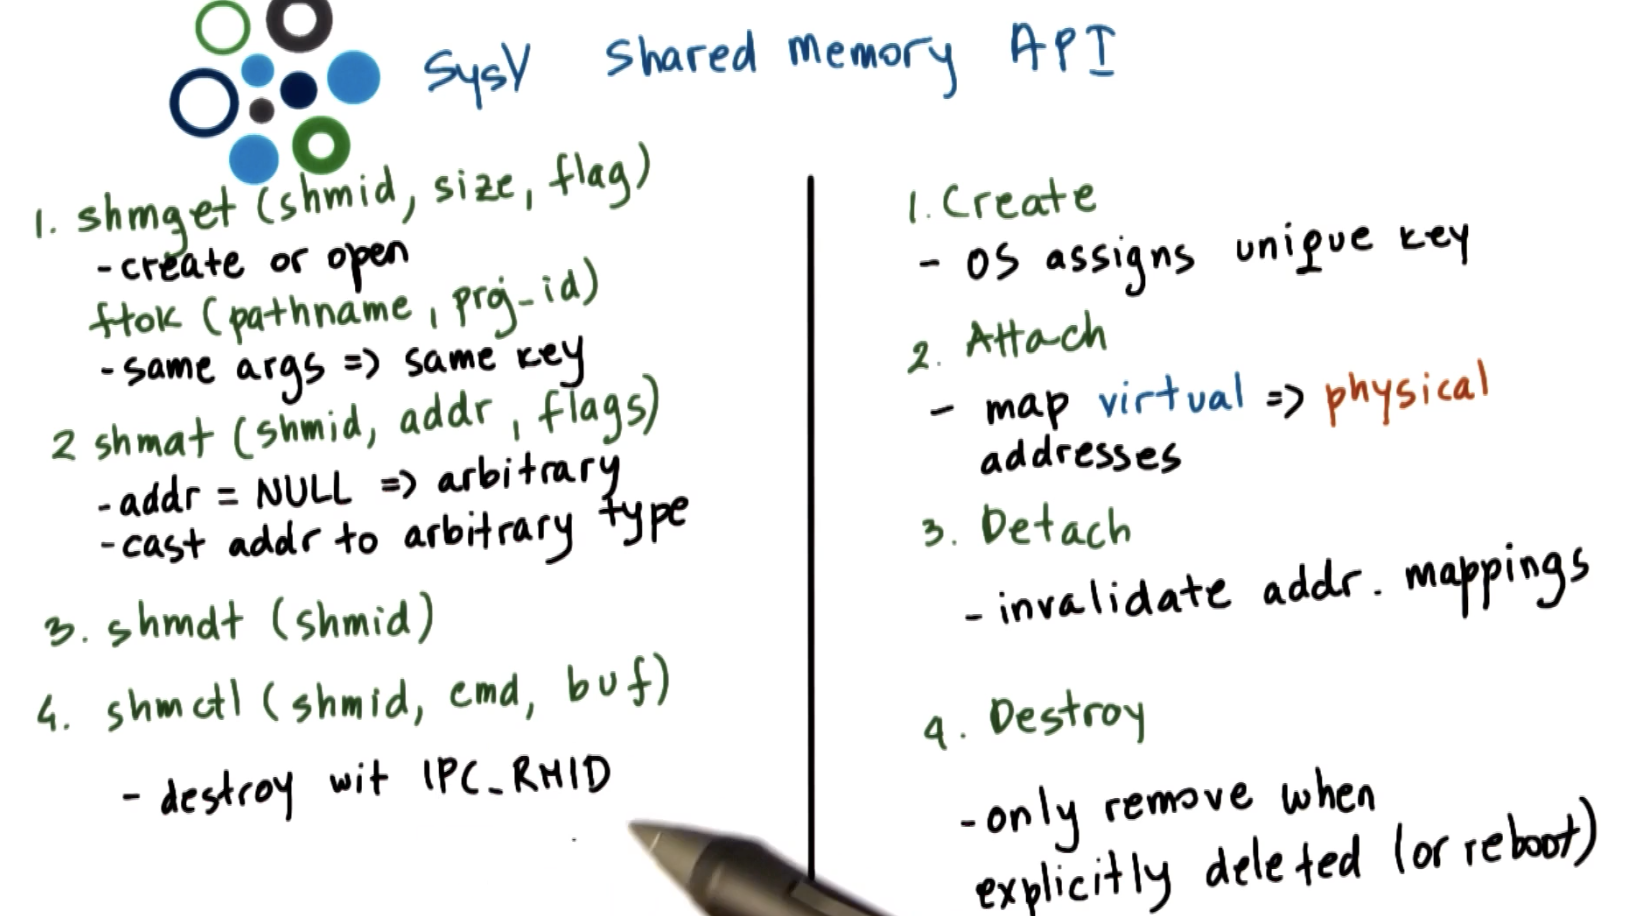 SysV Shared Memory API
1. shmget (shmid, size, flag)
- create or open
ftok (pathname, prj-id)
- same args => same key
2 shmat (shmid, addr, flags)
- addr = NULL => arbitrary
- cast addr to arbitrary type
3. shmdt (shmid)
4. shmctl (shmid, cmd, buf)
- destroy wit IPC_RMID
1. Create
- OS assigns unique key
2. Attach
- map virtual => physical
addresses
3. Detach
- invalidate addr. mappings
4. Destroy
- only remove when
explicitly deleted (or reboot)